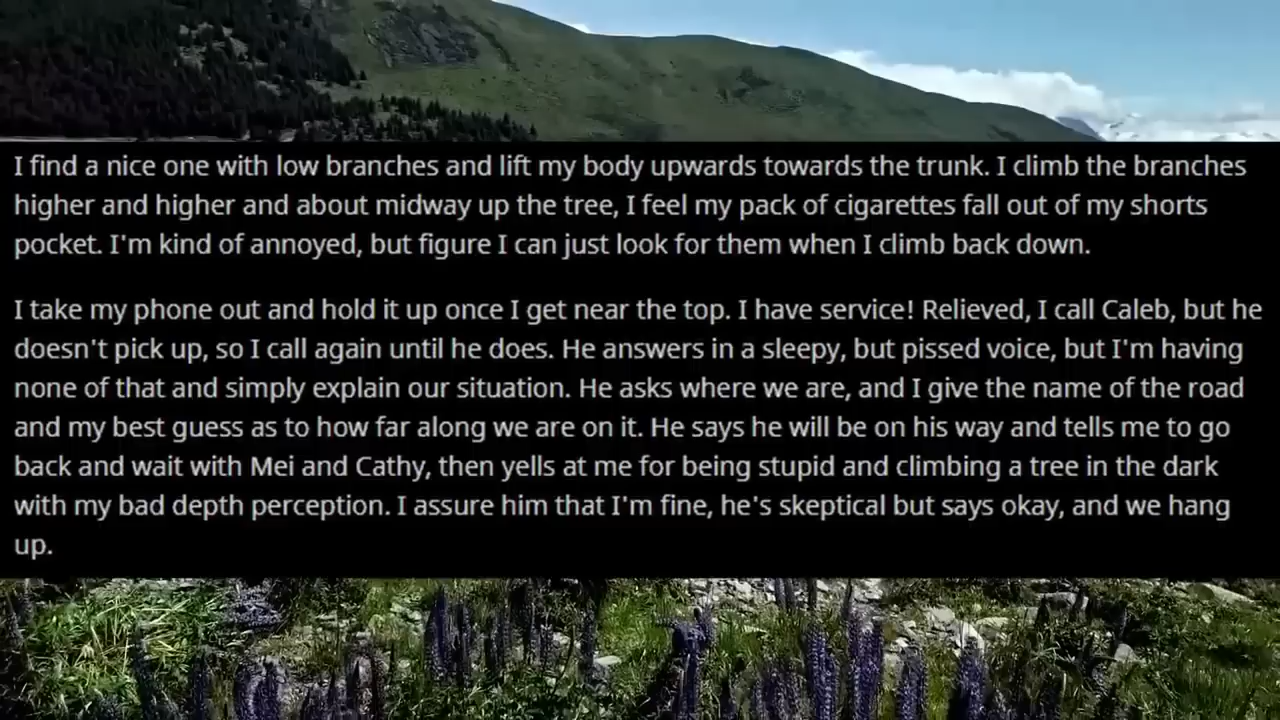 I find a nice one with low branches and lift my body upwards towards the trunk. I climb the branches
higher and higher and about midway up the tree, I feel my pack of cigarettes fall out of my shorts
pocket. I'm kind of annoyed, but figure I can just look for them when I climb back down.
I take my phone out and hold it up once I get near the top. I have service! Relieved, I call Caleb, but he
doesn't pick up, so I call again until he does. He answers in a sleepy, but pissed voice, but I'm having
none of that and simply explain our situation. He asks where we are, and I give the name of the road
and my best guess as to how far along we are on it. He says he will be on his way and tells me to go
back and wait with Mei and Cathy, then yells at me for being stupid and climbing a tree in the dark
with my bad depth perception. I assure him that I'm fine, he's skeptical but says okay, and we hang
up.